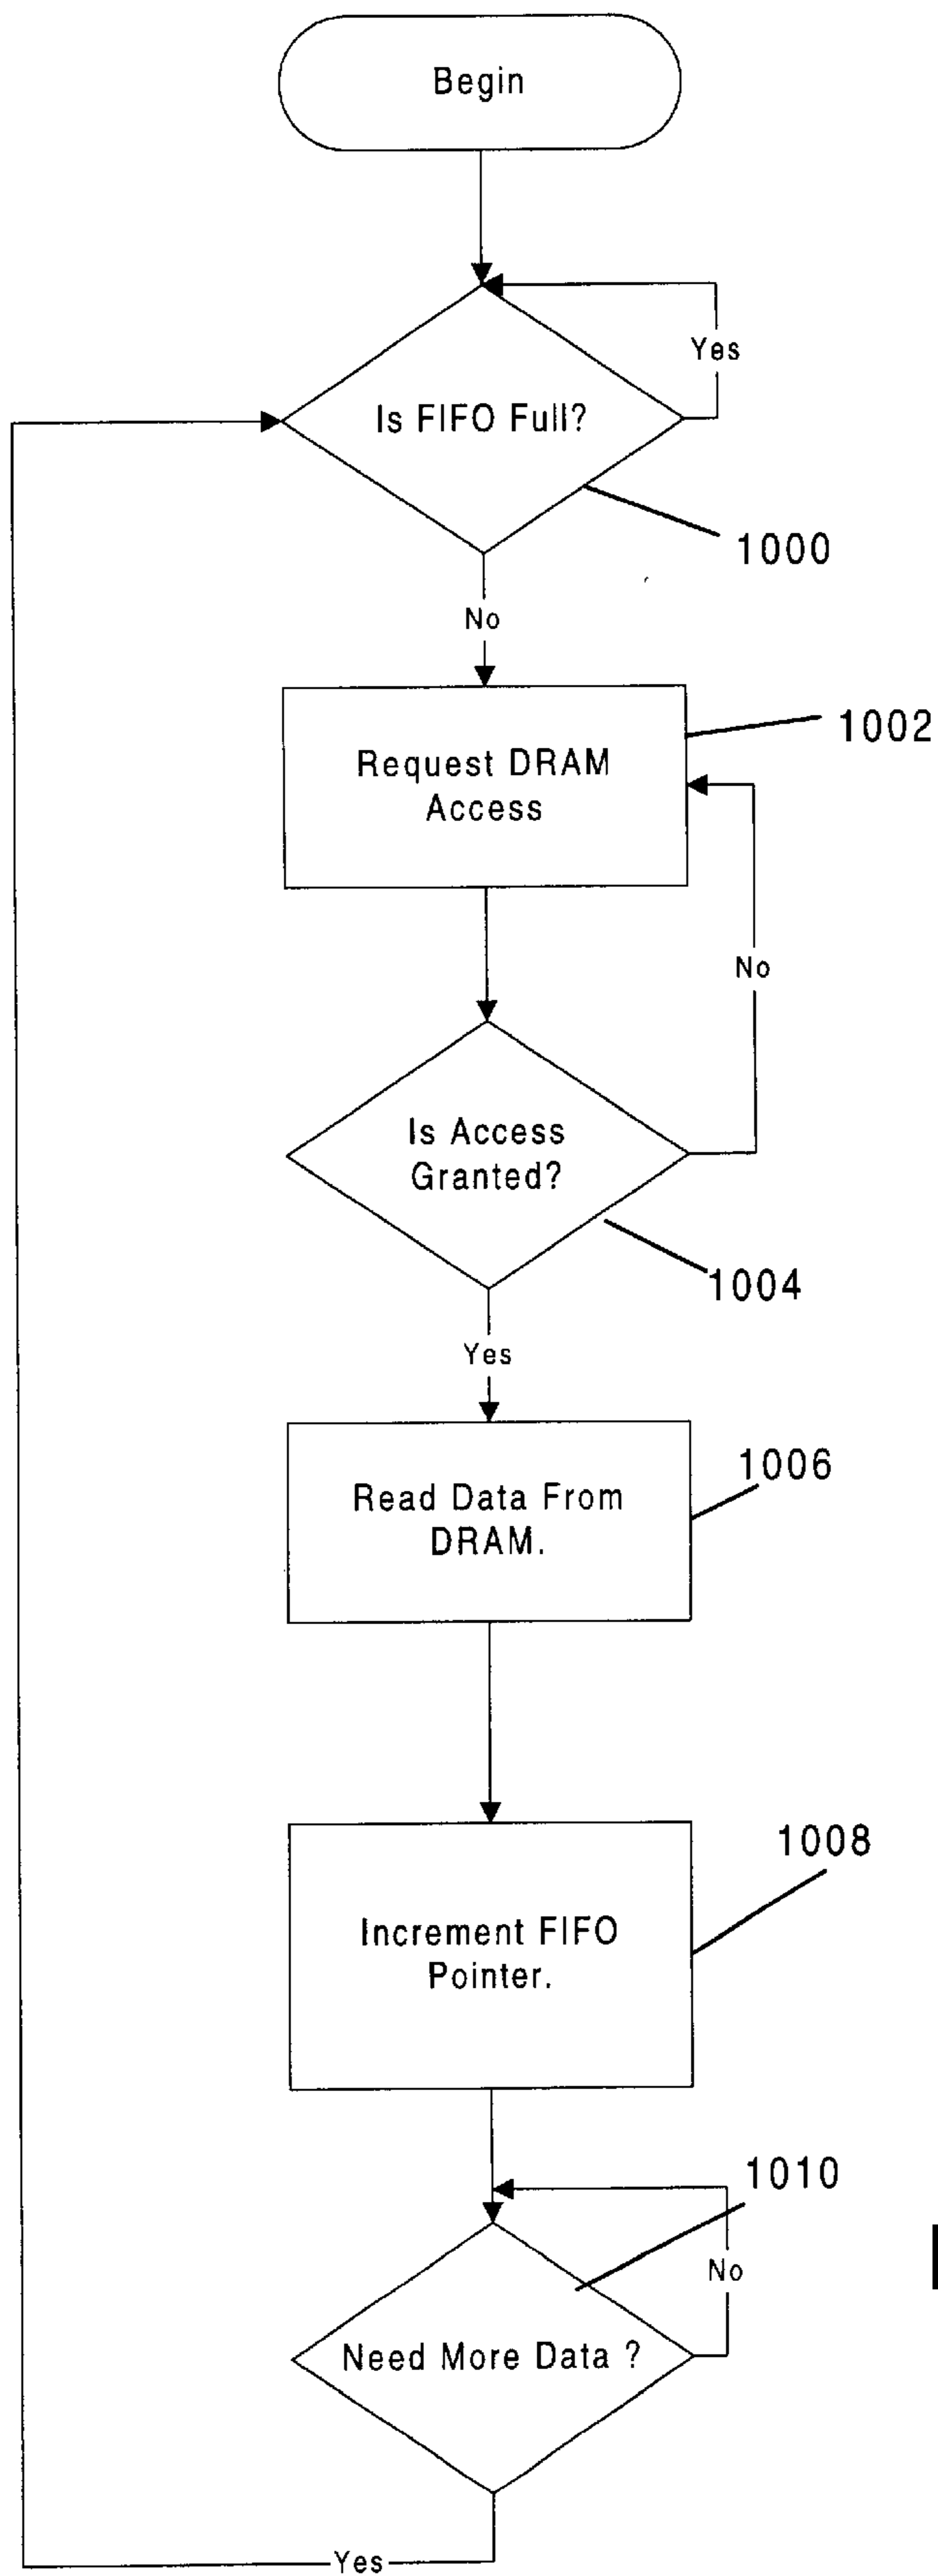 Begin
Yes
Is FIFO Full?
1000
No
1002
Request DRAM
Access
No
Is Access
Granted?
1004
Yes
1006
Read Data From
DRAM.
1008
Increment FIFO
Pointer.
1010
No
Need More Data ?
Yes